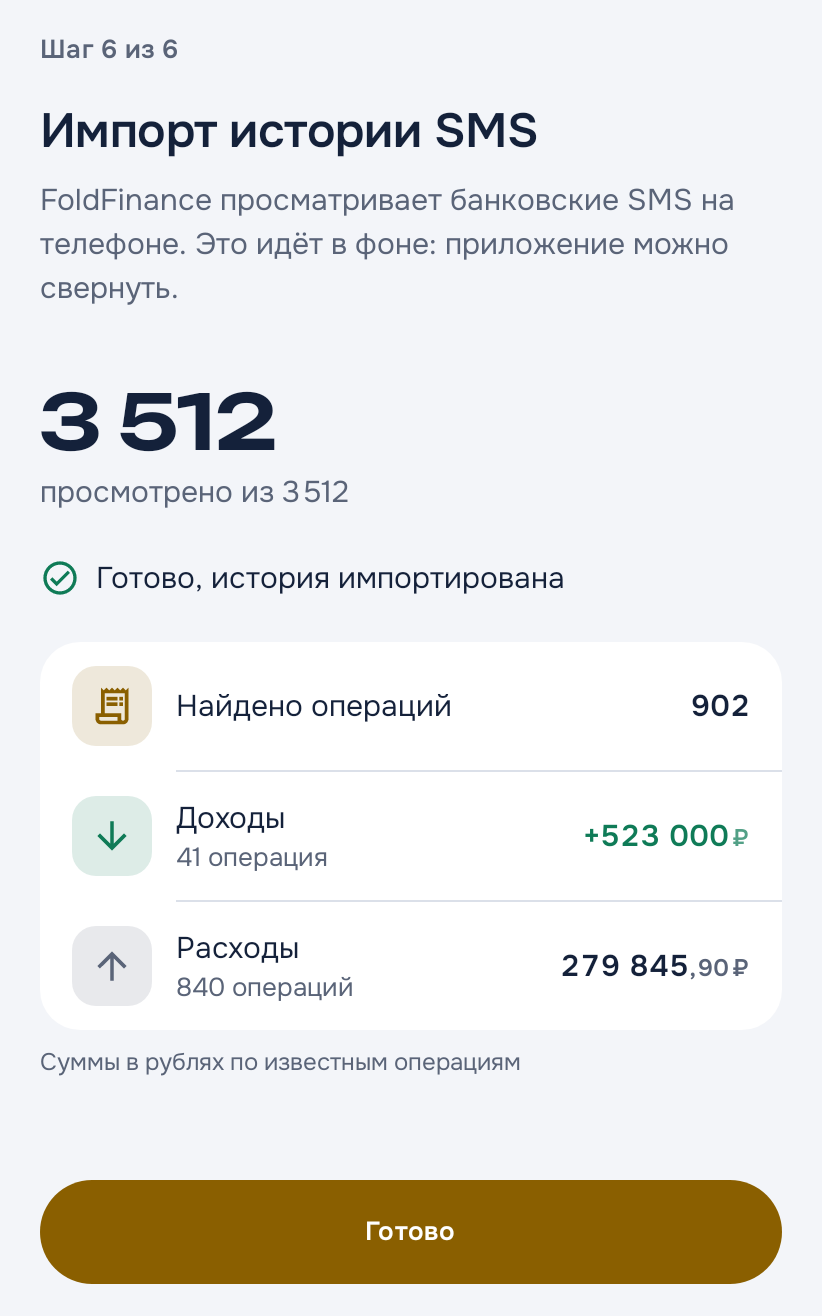 Шаг 6 из 6
Импорт истории SMS
FoldFinance просматривает банковские SMS на
телефоне. Это идёт в фоне: приложение можно
свернуть.
3 512
просмотрено из 3 512
Готово, история импортирована
Найдено операций 902
Доходы
41 операция
+523 000 ₽
Расходы
840 операций
279 845,90 ₽
Суммы в рублях по известным операциям
Готово